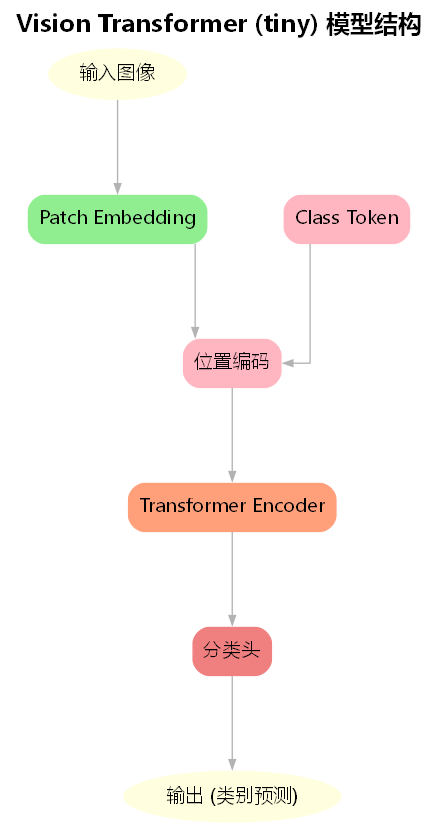 Vision Transformer (tiny) 模型结构
输入图像
Patch Embedding
Class Token
位置编码
Transformer Encoder
分类头
输出 (类别预测)